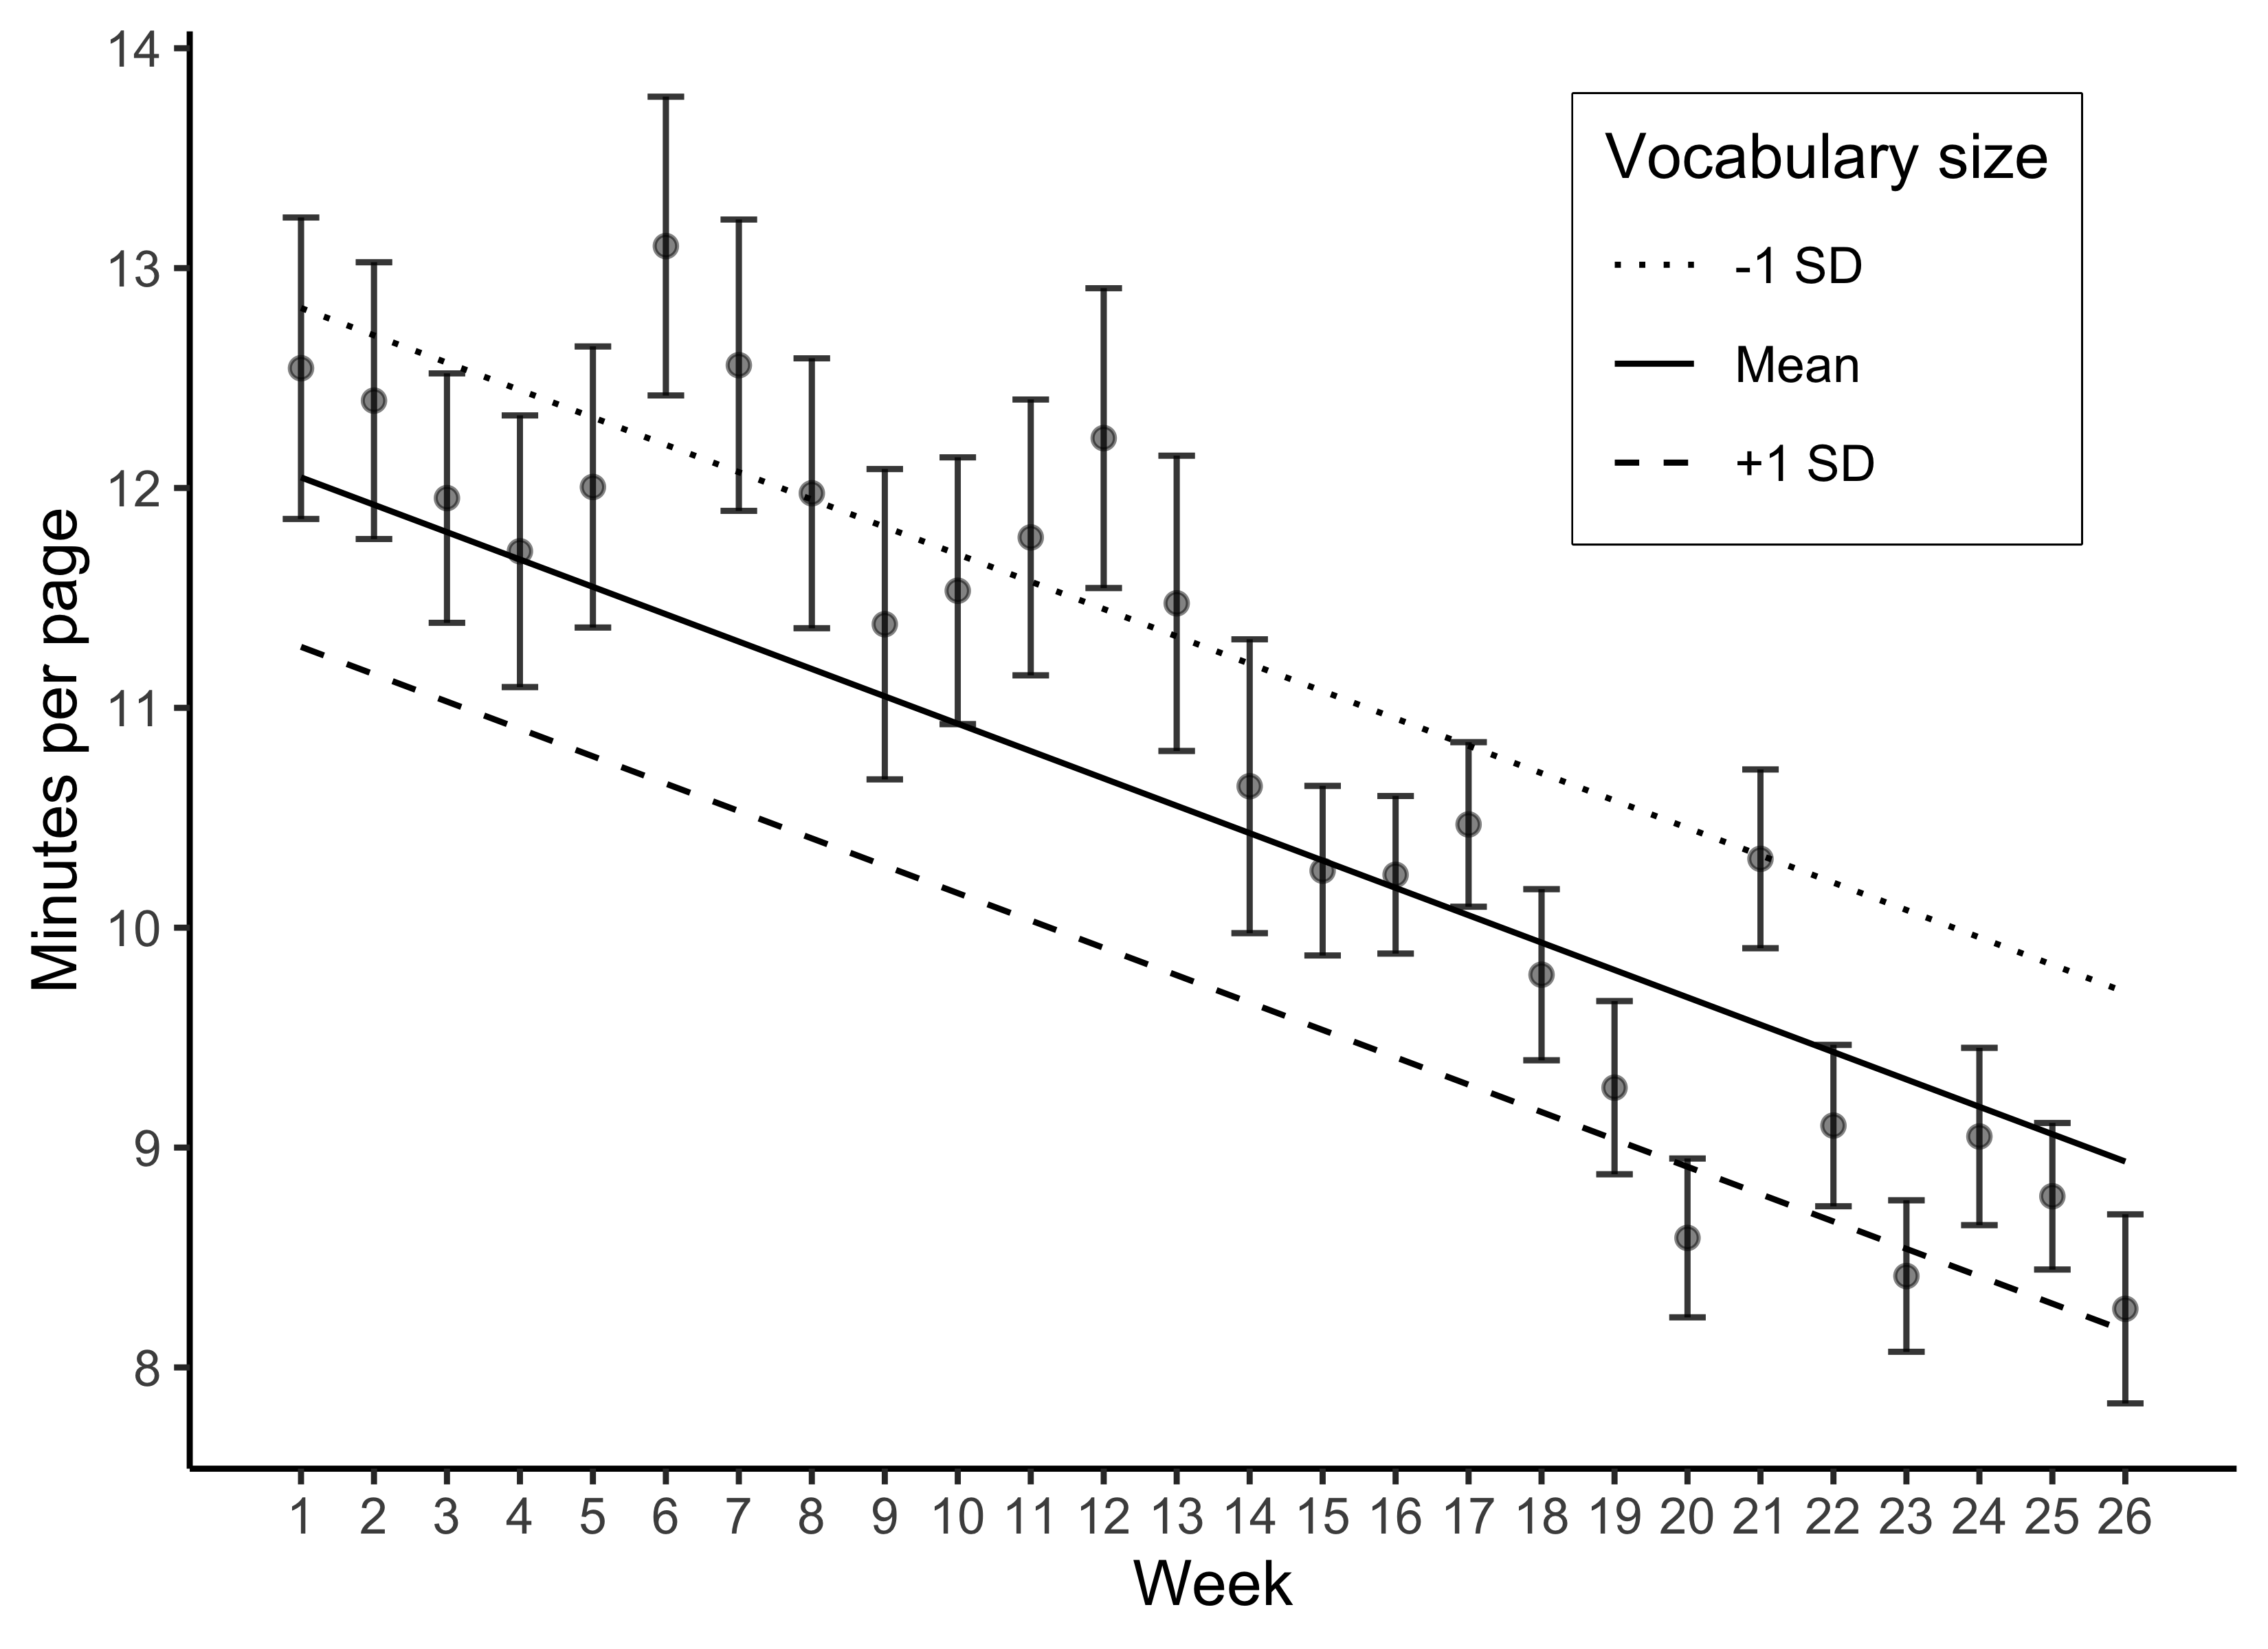 14
13
12
11
10
9
8
Minutes per page
Vocabulary size
-1 SD
Mean
+1 SD
1 2 3 4 5 6 7 8 9 10 11 12 13 14 15 16 17 18 19 20 21 22 23 24 25 26
Week